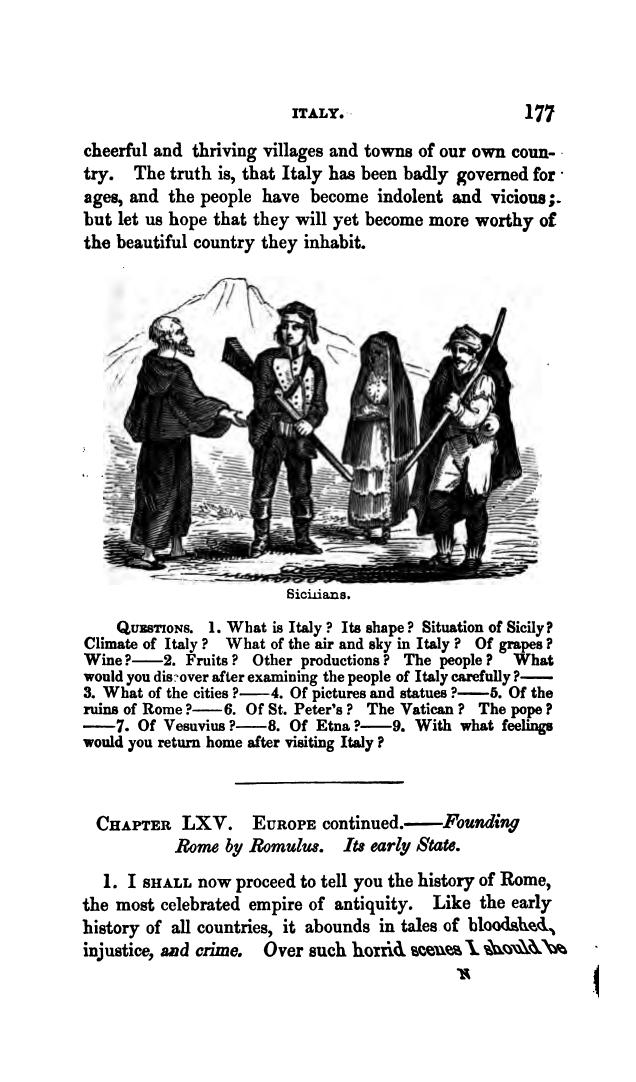 ITALY. 177
cheerful and thriving villages and towns of our own coun-
try. The truth is, that Italy has been badly governed for
ages, and the people have become indolent and vicious;
but let us hope that they will yet become more worthy of
the beautiful country they inhabit.
Sicilians.
QUESTIONS. 1. What is Italy? Its shape? Situation of Sicily?
Climate of Italy? What of the air and sky in Italy? Of grapes?
Wine?——2. Fruits? Other productions? The people? What
would you discover after examining the people of Italy carefully?——
3. What of the cities?——4. Of pictures and statues?——5. Of the
ruins of Rome?——6. Of St. Peter's? The Vatican? The pope?
——7. Of Vesuvius?——8. Of Etna?——9. With what feelings
would you return home after visiting Italy?
CHAPTER LXV. EUROPE continued.——Founding
Rome by Romulus. Its early State.
1. I SHALL now proceed to tell you the history of Rome,
the most celebrated empire of antiquity. Like the early
history of all countries, it abounds in tales of bloodshed,
injustice, and crime. Over such horrid scenes I should be
N